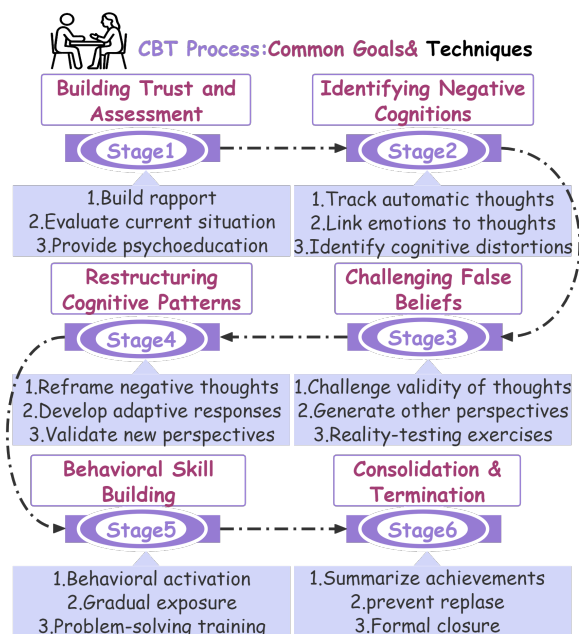 CBT Process:Common Goals& Techniques
Building Trust and
Assessment
Stage1
1.Build rapport
2.Evaluate current situation
3.Provide psychoeducation
Identifying Negative
Cognitions
Stage2
1.Track automatic thoughts
2.Link emotions to thoughts
3.Identify cognitive distortions
Challenging False
Beliefs
Stage3
1.Challenge validity of thoughts
2.Generate other perspectives
3.Reality-testing exercises
Restructuring
Cognitive Patterns
Stage4
1.Reframe negative thoughts
2.Develop adaptive responses
3.Validate new perspectives
Behavioral Skill
Building
Stage5
1.Behavioral activation
2.Gradual exposure
3.Problem-solving training
Consolidation &
Termination
Stage6
1.Summarize achievements
2.prevent replase
3.Formal closure